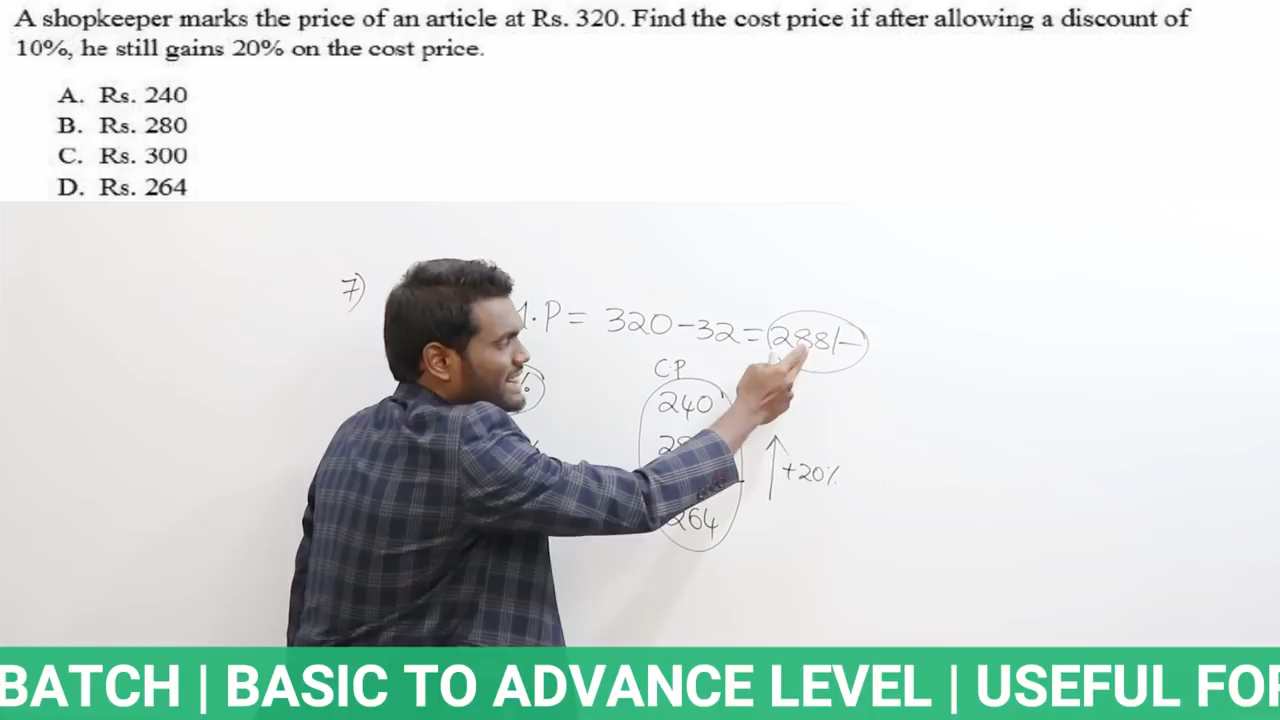 A shopkeeper marks the price of an article at Rs. 320. Find the cost price if after allowing a discount of
10%, he still gains 20% on the cost price.
A. Rs. 240
B. Rs. 280
C. Rs. 300
D. Rs. 264
7)
.P = 320-32=288/-
C.P
240
264
+20%
BATCH | BASIC TO ADVANCE LEVEL | USEFUL FOR